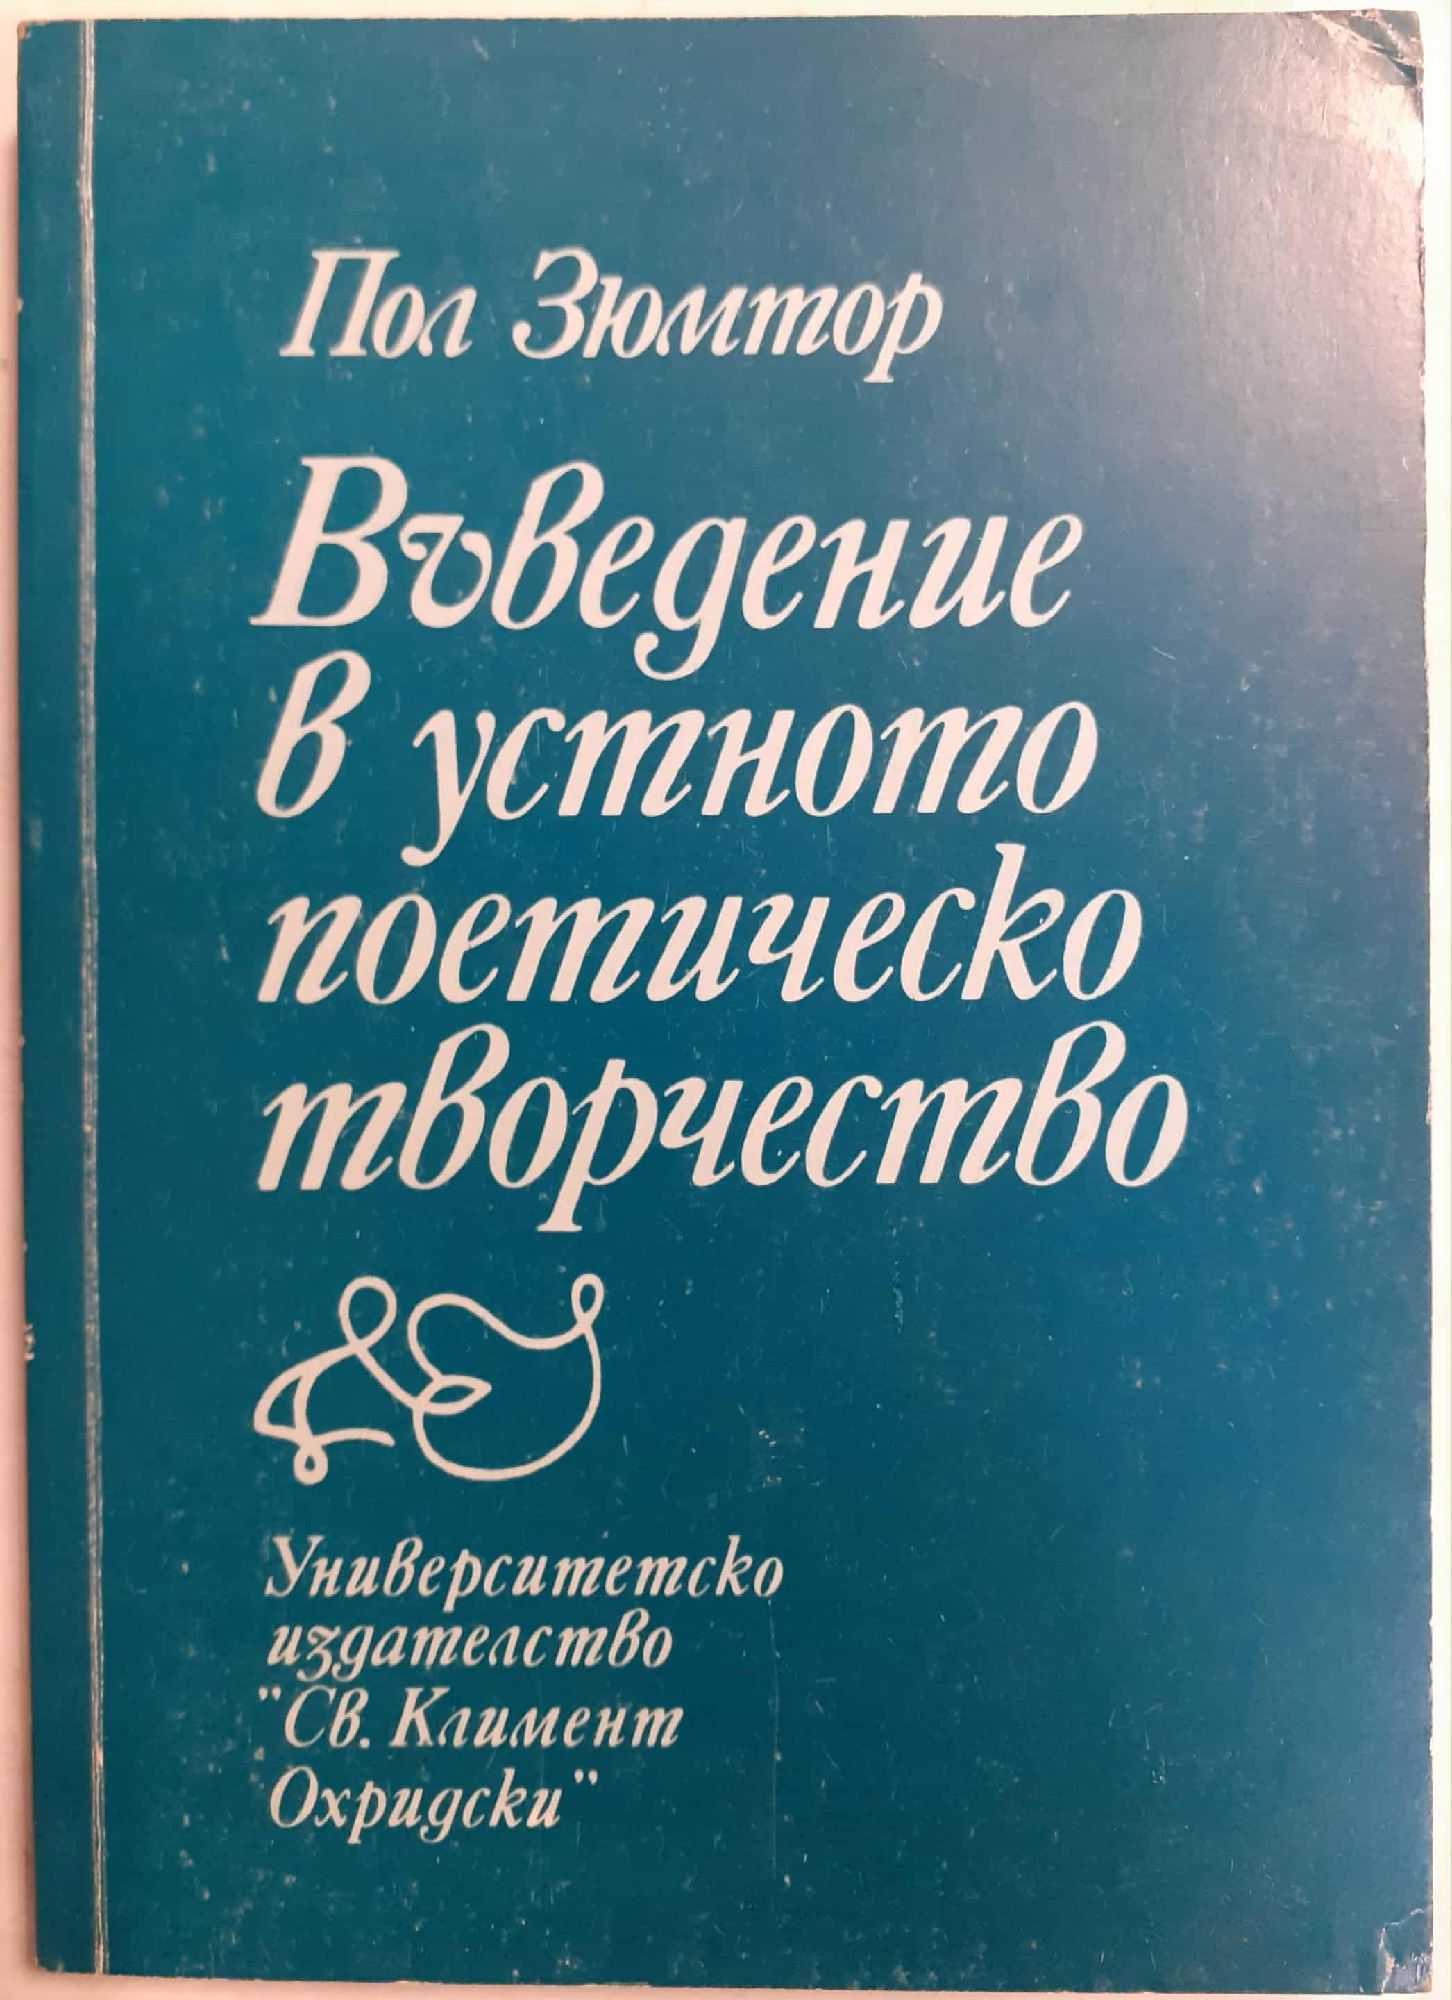 Пол Зюмтор
Въведение
в устното
поетическо
творчество
Университетско
издателство
"Св. Климент
Охридски"